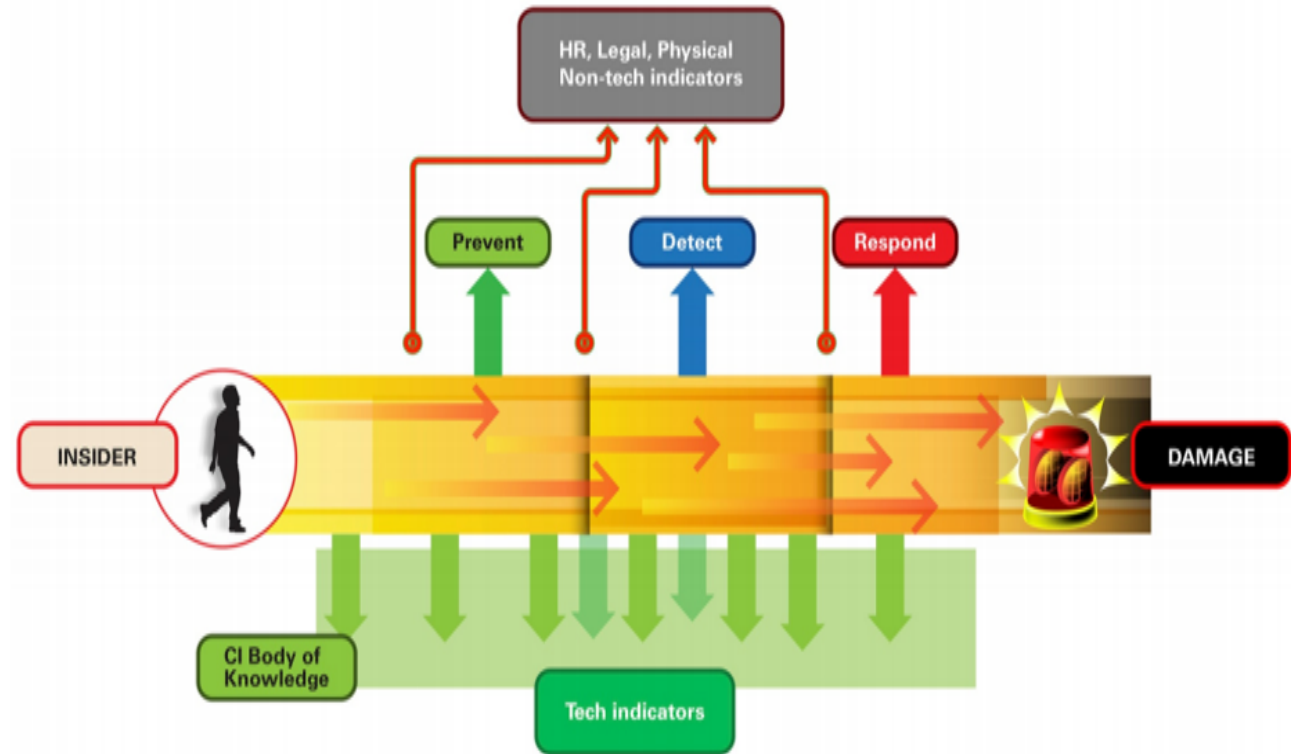 HR, Legal, Physical
Non-tech indicators
Prevent
Detect
Respond
INSIDER
DAMAGE
CI Body of
Knowledge
Tech indicators